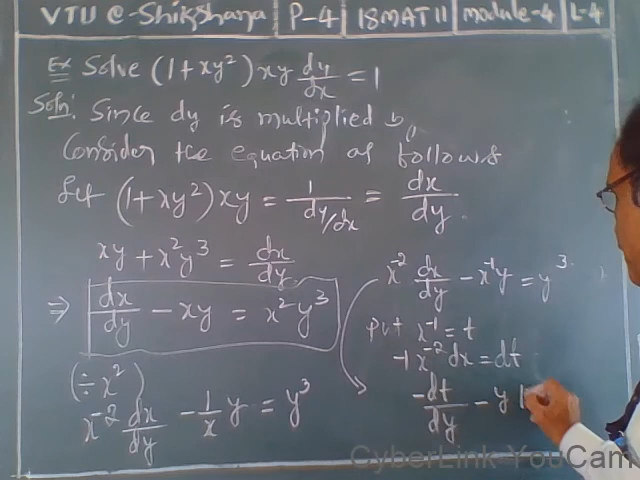 VTU @-Shikshana | P-4 | 18MAT11 | module-4 | L-4
Ex Solve (1+xy²)xy dy/dx = 1
Soln: Since dy is multiplied by
Consider the equation as follows
(1+xy²)xy = 1/(dy/dx) = dx/dy
xy + x²y³ = dx/dy
⇒ dx/dy - xy = x²y³
(÷x²)
x⁻² dx/dy - 1/x y = y³
x⁻² dx/dy - x⁻¹y = y³
put x⁻¹ = t
-1x⁻²dx = dt
-dt/dy - y
CyberLink-YouCam